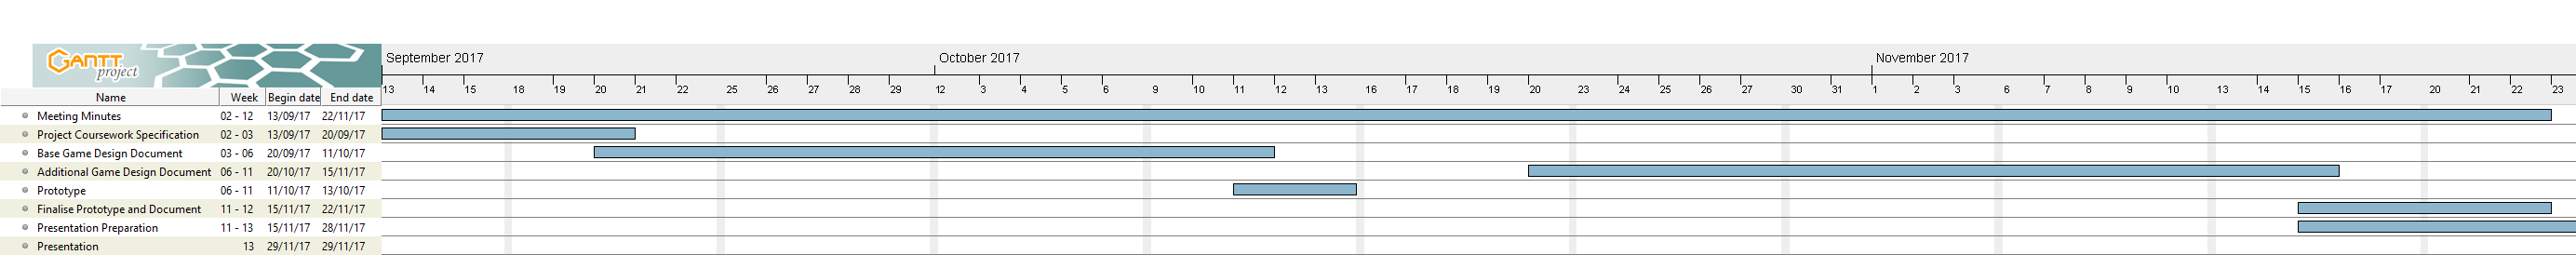 September 2017 October 2017 November 2017
GANTT
project
13 14 15 18 19 20 21 22 25 26 27 28 29 12 3 4 5 6 9 10 11 12 13 16 17 18 19 20 23 24 25 26 27 30 31 1 2 3 6 7 8 9 10 13 14 15 16 17 20 21 22 23
Name Week Begin date End date
Meeting Minutes 02 - 12 13/09/17 22/11/17
Project Coursework Specification 02 - 03 13/09/17 20/09/17
Base Game Design Document 03 - 06 20/09/17 11/10/17
Additional Game Design Document 06 - 11 20/10/17 15/11/17
Prototype 06 - 11 11/10/17 13/10/17
Finalise Prototype and Document 11 - 12 15/11/17 22/11/17
Presentation Preparation 11 - 13 15/11/17 28/11/17
Presentation 13 29/11/17 29/11/17